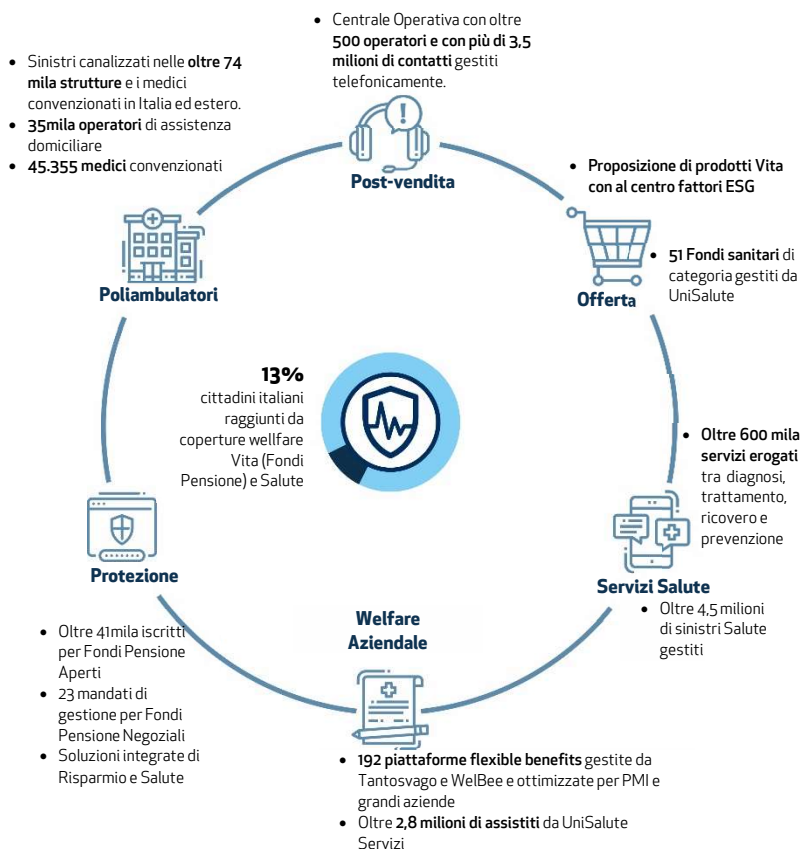 • Centrale Operativa con oltre
500 operatori e con più di 3,5
milioni di contatti gestiti
telefonicamente.
Post-vendita
• Sinistri canalizzati nelle oltre 74
mila strutture e i medici
convenzionati in Italia ed estero.
• 35mila operatori di assistenza
domiciliare
• 45.355 medici convenzionati
Poliambulatori
• Proposizione di prodotti Vita
con al centro fattori ESG
• 51 Fondi sanitari di
categoria gestiti da
UniSalute
Offerta
13%
cittadini italiani
raggiunti da
coperture wellfare
Vita (Fondi
Pensione) e Salute
• Oltre 600 mila
servizi erogati
tra diagnosi,
trattamento,
ricovero e
prevenzione
Servizi Salute
• Oltre 4,5 milioni
di sinistri Salute
gestiti
Protezione
• Oltre 41mila iscritti
per Fondi Pensione
Aperti
• 23 mandati di
gestione per Fondi
Pensione Negoziali
• Soluzioni integrate di
Risparmio e Salute
Welfare
Aziendale
• 192 piattaforme flexible benefits gestite da
Tantosvago e WelBee e ottimizzate per PMI e
grandi aziende
• Oltre 2,8 milioni di assistiti da UniSalute
Servizi